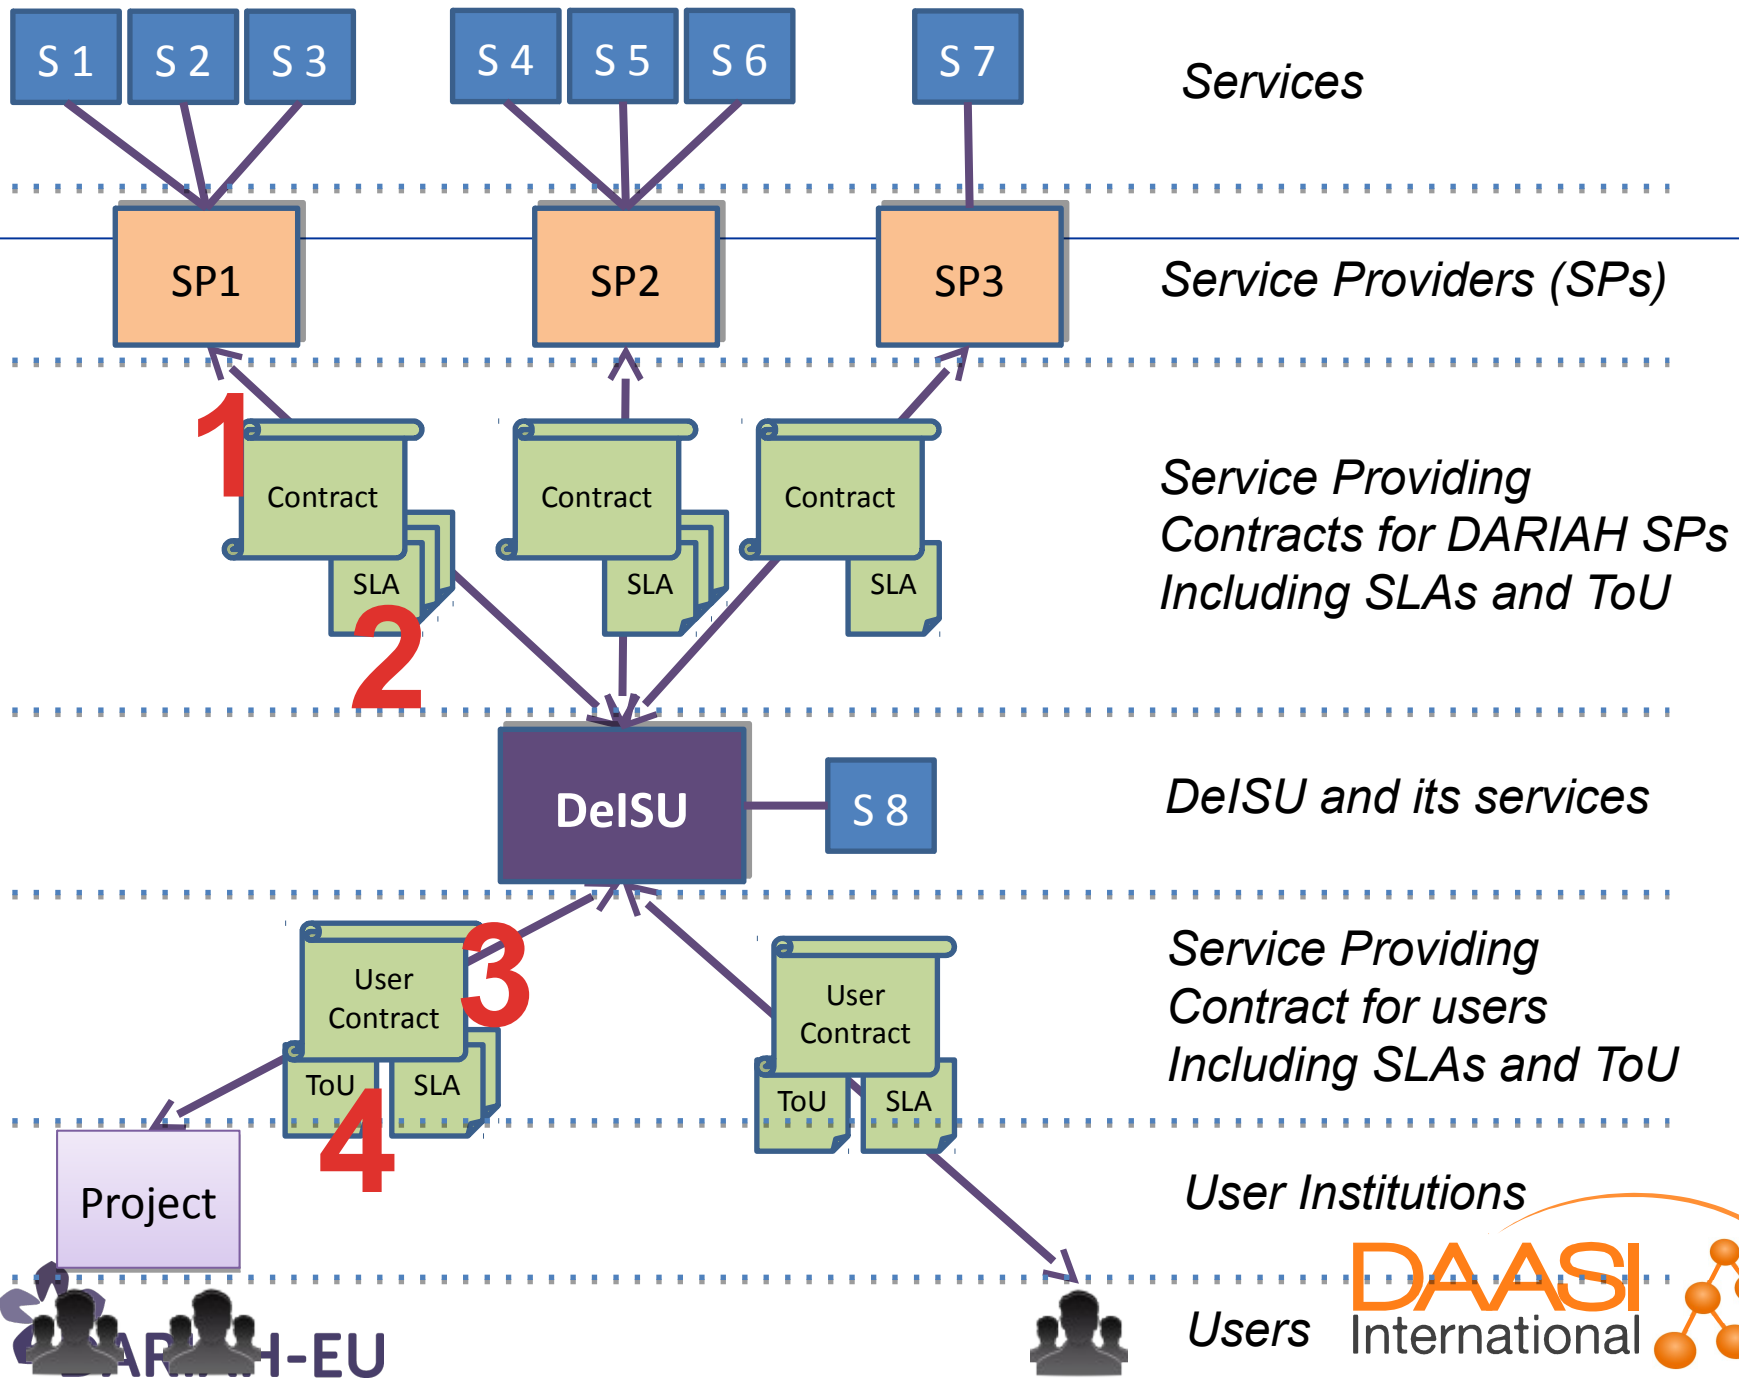 S 1
S 2
S 3
S 4
S 5
S 6
S 7
Services
SP1
SP2
SP3
Service Providers (SPs)
1
Contract
SLA
2
Contract
SLA
Contract
SLA
Service Providing
Contracts for DARIAH SPs
Including SLAs and ToU
DeISU
S 8
DeISU and its services
3
User
Contract
ToU
SLA
4
User
Contract
ToU
SLA
Service Providing
Contract for users
Including SLAs and ToU
Project
User Institutions
Users
DARIAH-EU
DAASI
International